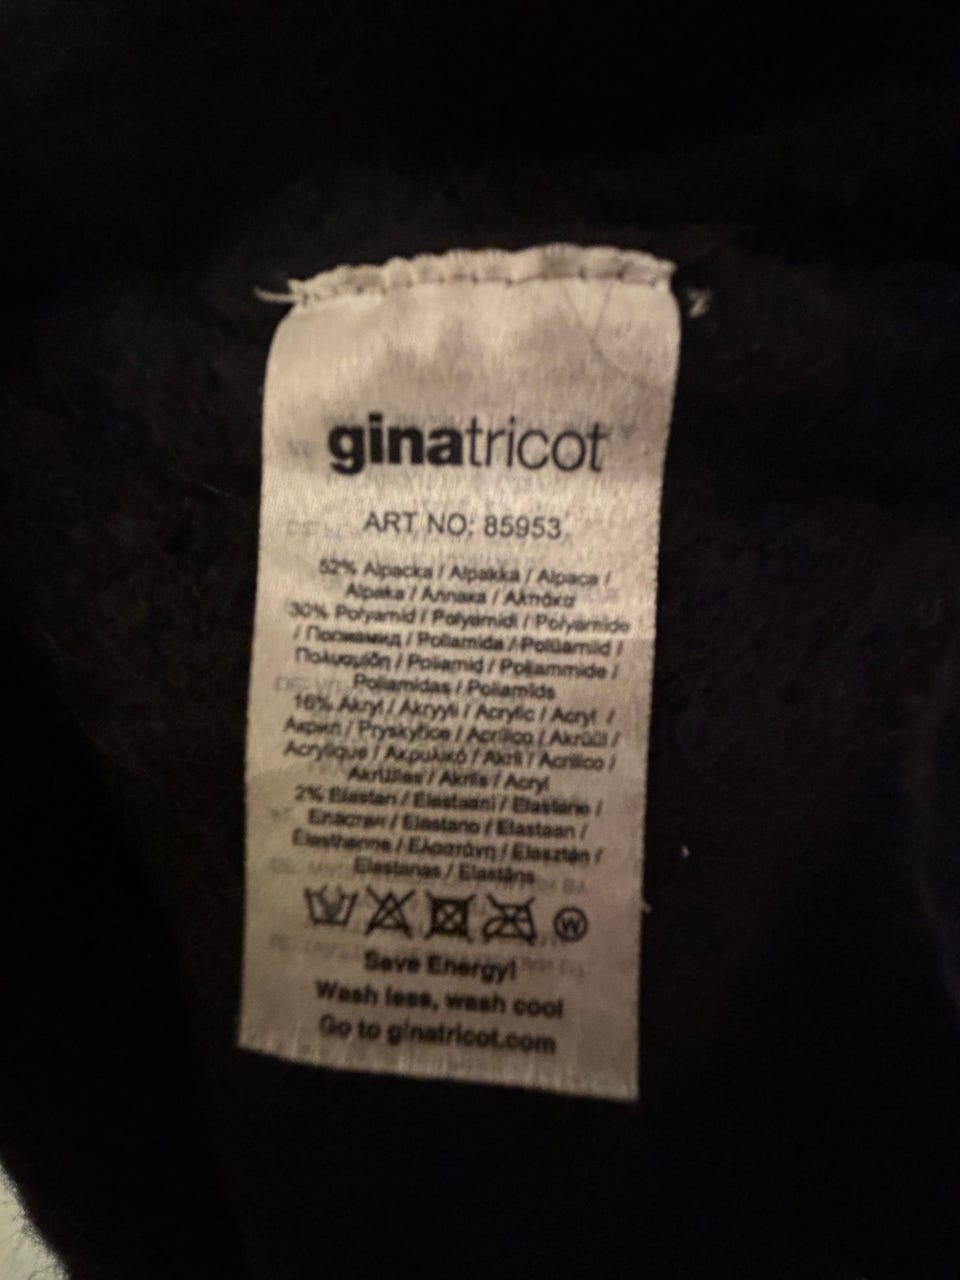 ginatricot
ART NO: 85953
52% Alpacka / Alpakka / Alpaca /
Alpaka / Алпака / Αλπάκα
30% Polyamid / Polyamidi / Polyamide
/ Полиамид / Poliamida / Polüamiid /
Πολυαμίδη / Poliamid / Poliammide /
Poliamidas / Poliamīds
16% Akryl / Akryyli / Acrylic / Acryl /
Акрил / Pryskyřice / Acrílico / Akrüül /
Acrylique / Ακρυλικό / Akril / Acrilico /
Akrilas / Akrils / Acryl
2% Elastan / Elastaani / Elastane /
Еластан / Elastano / Elastaan /
Elasthanne / Ελαστάνη / Elasztán /
Elastanas / Elastāns
W
Save Energy!
Wash less, wash cool
Go to ginatricot.com